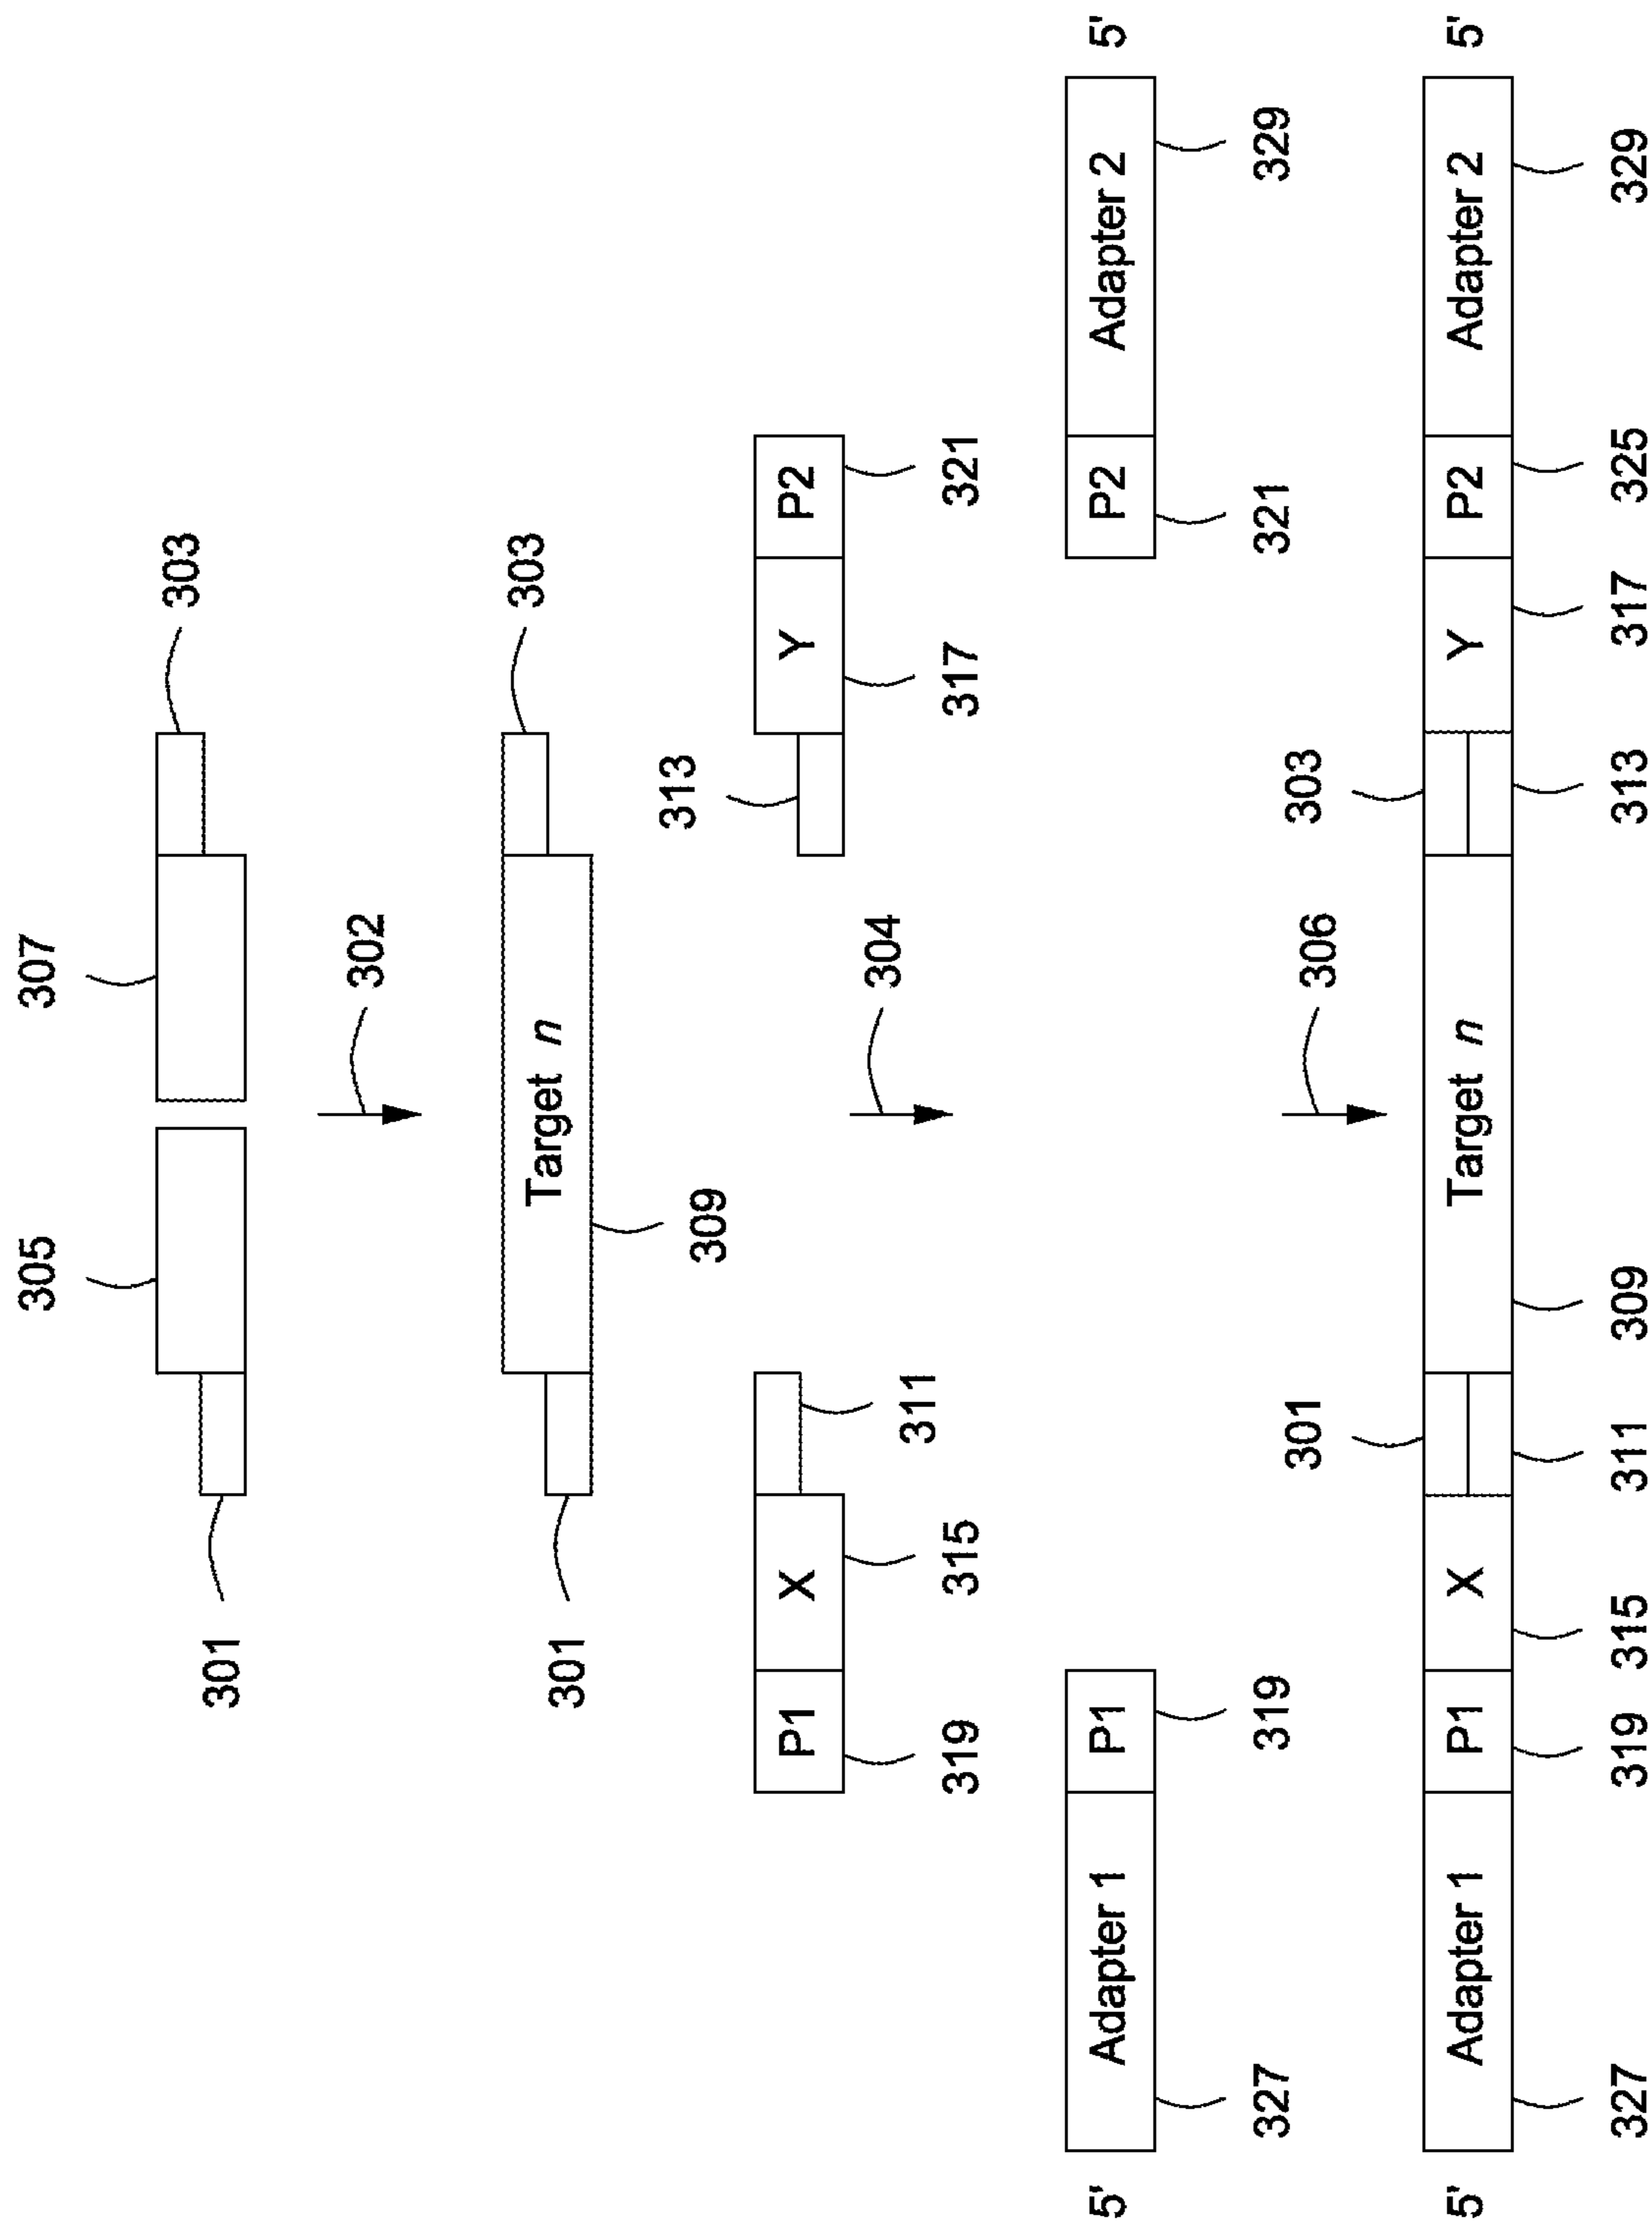 305 307
303
301
302
303
Target n
301
313
309
P1 X Y P2
304
311
319 315 317 321
5' Adapter 1 P1 P2 Adapter 2 5'
327 319 321 329
301 306 303
5' Adapter 1 P1 X Target n Y P2 Adapter 2 5'
327 319 315 311 309 313 317 325 329